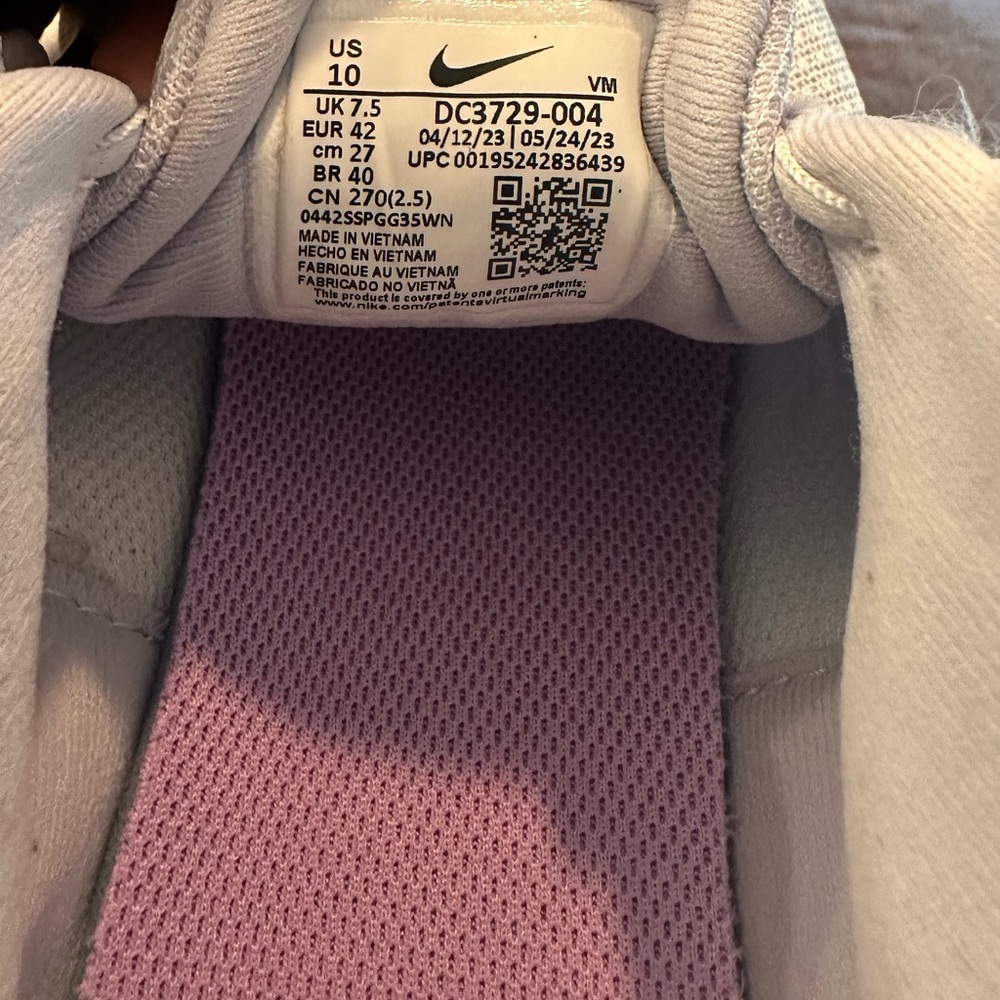 US
10
VM
UK 7.5
EUR 42
cm 27
BR 40
CN 270(2.5)
DC3729-004
04/12/23 | 05/24/23
UPC 00195242836439
0442SSPGG35WN
MADE IN VIETNAM
HECHO EN VIETNAM
FABRIQUE AU VIETNAM
FABRICADO NO VIETNÃ
This product is covered by one or more patents:
www.nike.com/patentsvirtualmarking